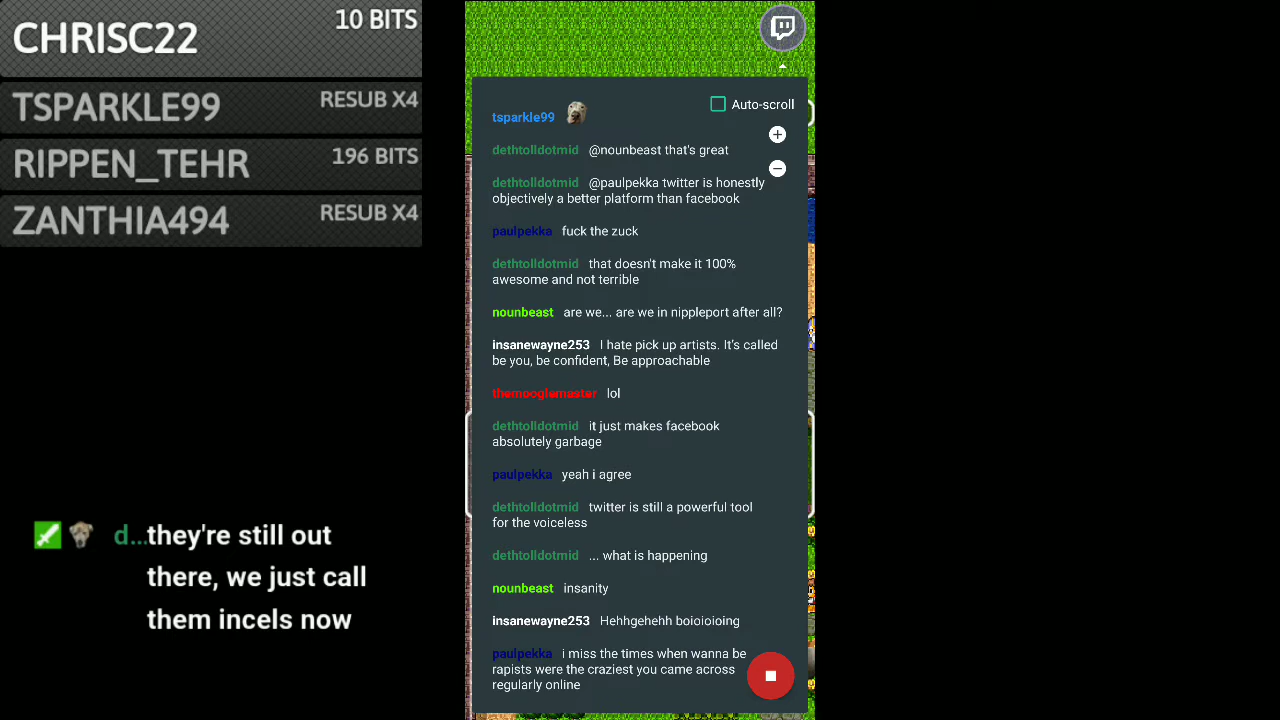 CHRISC22 10 BITS
TSPARKLE99 RESUB X4
RIPPEN_TEHR 196 BITS
ZANTHIA494 RESUB X4
d... they're still out
there, we just call
them incels now
Auto-scroll
tsparkle99
dethtolldotmid @nounbeast that's great
dethtolldotmid @paulpekka twitter is honestly
objectively a better platform than facebook
paulpekka fuck the zuck
dethtolldotmid that doesn't make it 100%
awesome and not terrible
nounbeast are we... are we in nippleport after all?
insanewayne253 I hate pick up artists. It's called
be you, be confident, Be approachable
themooglemaster lol
dethtolldotmid it just makes facebook
absolutely garbage
paulpekka yeah i agree
dethtolldotmid twitter is still a powerful tool
for the voiceless
dethtolldotmid ... what is happening
nounbeast insanity
insanewayne253 Hehhgehehh boioioioing
paulpekka i miss the times when wanna be
rapists were the craziest you came across
regularly online